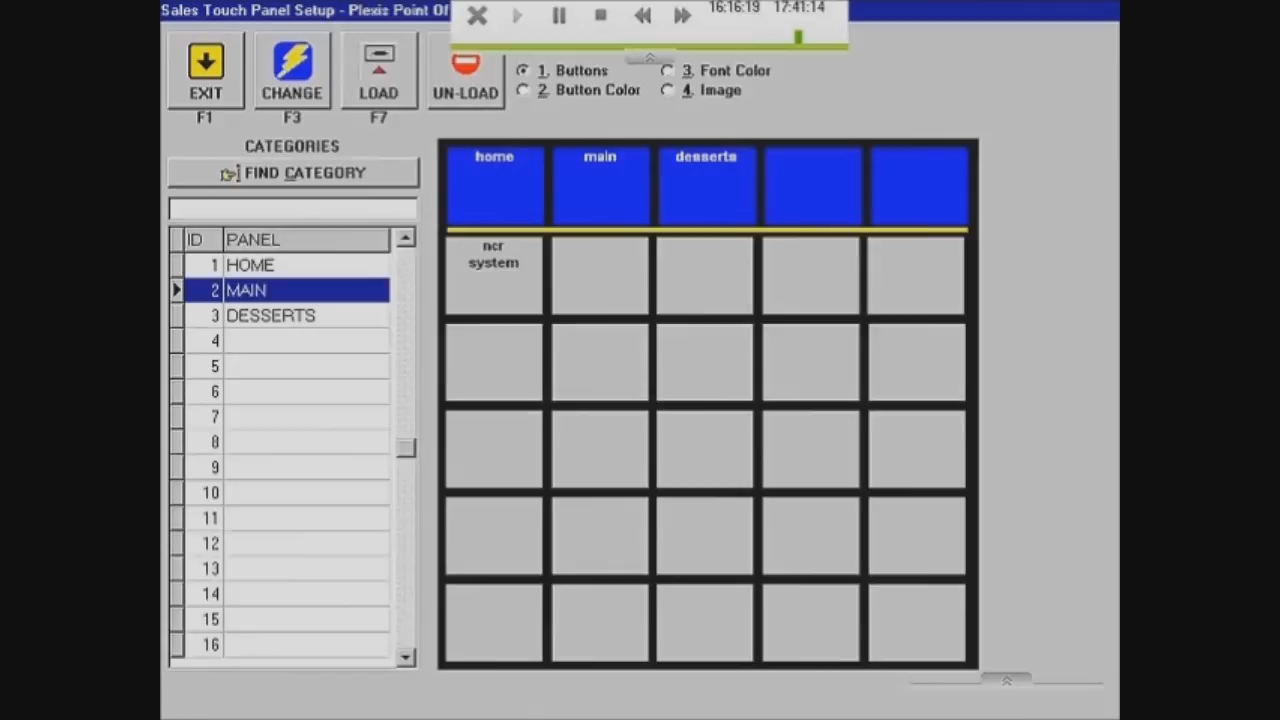 Sales Touch Panel Setup - Plexis Point Of
16:16:19 17:41:14
EXIT
F1
CHANGE
F3
LOAD
F7
UN-LOAD
1. Buttons
2. Button Color
3. Font Color
4. Image
CATEGORIES
FIND CATEGORY
ID PANEL
1 HOME
2 MAIN
3 DESSERTS
4
5
6
7
8
9
10
11
12
13
14
15
16
home main desserts
ncr
system